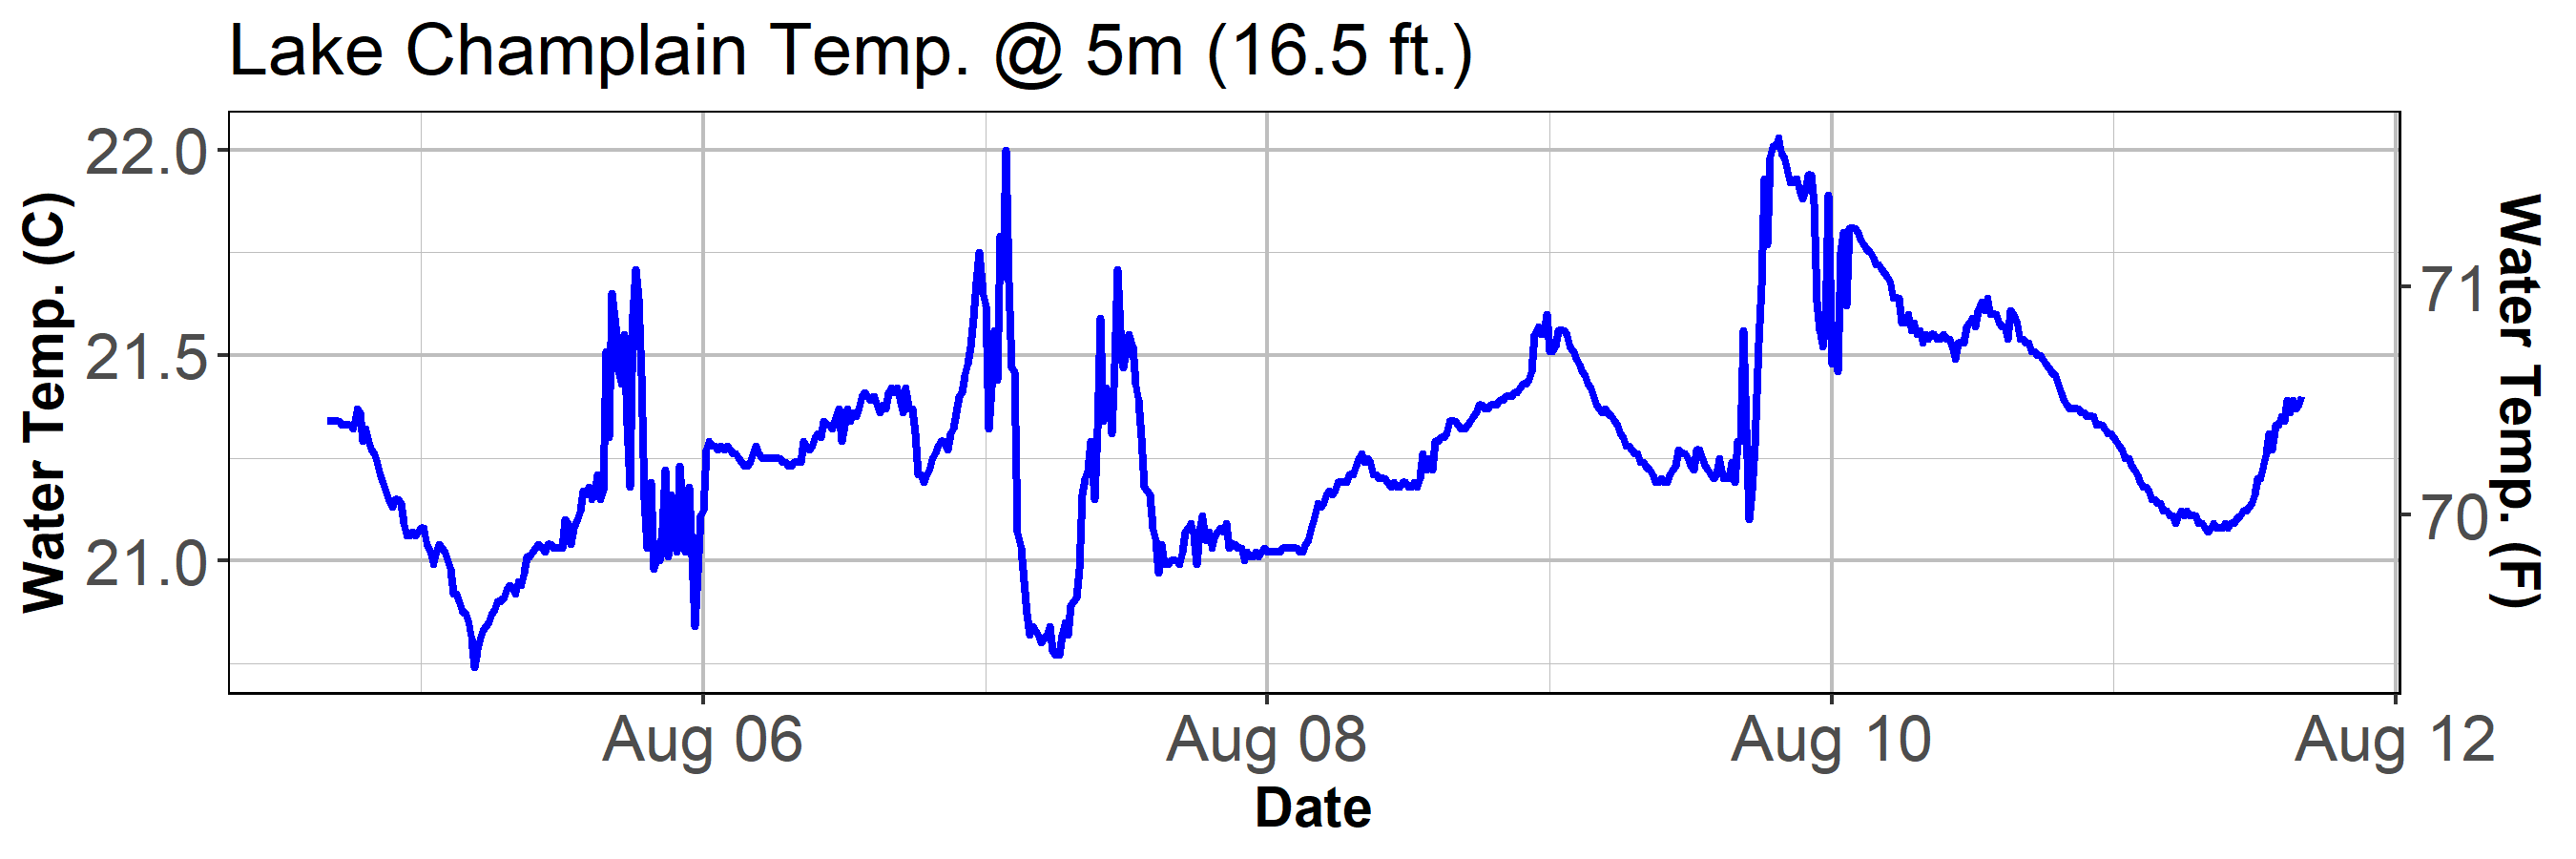 Lake Champlain Temp. @ 5m (16.5 ft.)
Water Temp. (C)
22.0
21.5
21.0
71
70
Water Temp. (F)
Aug 06
Aug 08
Aug 10
Aug 12
Date